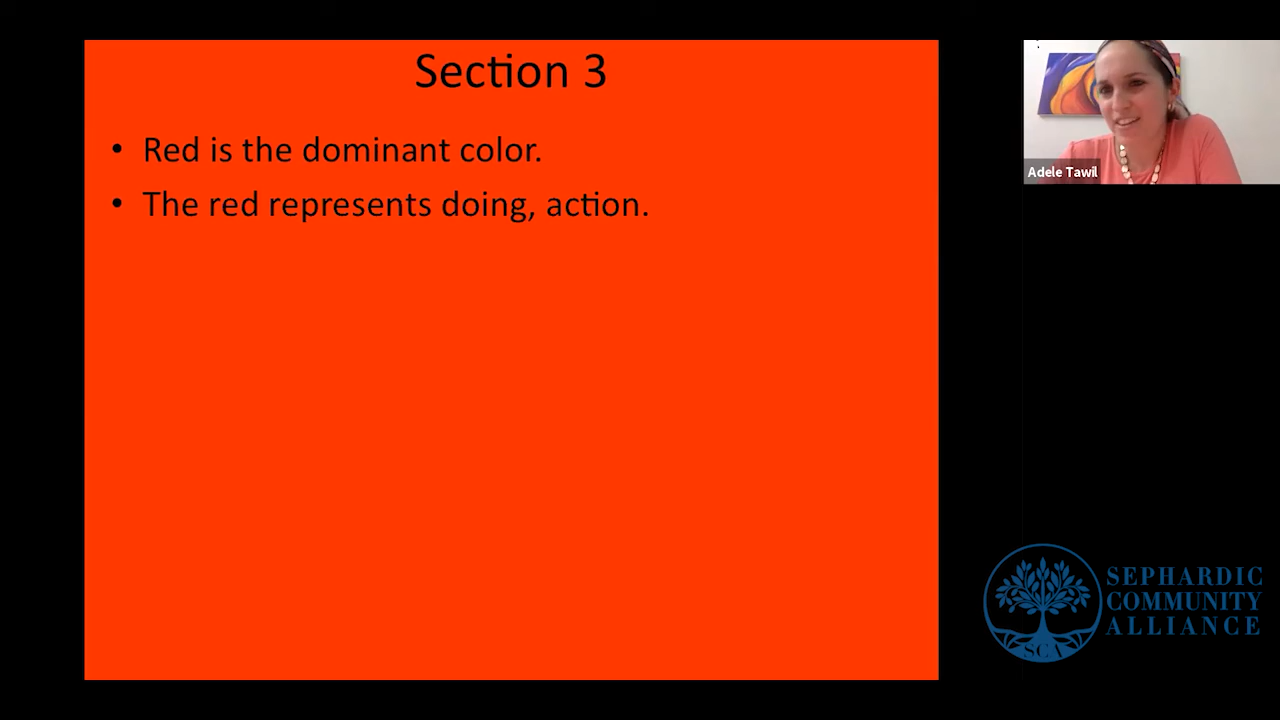 Section 3
• Red is the dominant color.
• The red represents doing, action.
Adele Tawil
SEPHARDIC
COMMUNITY
ALLIANCE
SCA